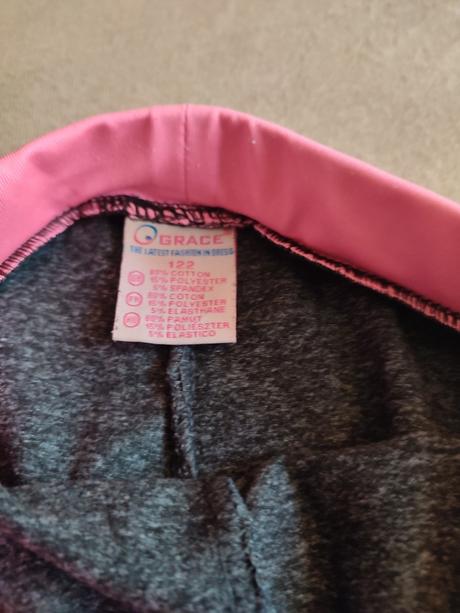 GRACE
THE LATEST FASHION IN DRESS
122
80% COTTON
15% POLYESTER
5% SPANDEX
80% COTON
15% POLYESTER
5% ELASTHANE
80% PAMUT
15% POLIESZTER
5% ELASTICO